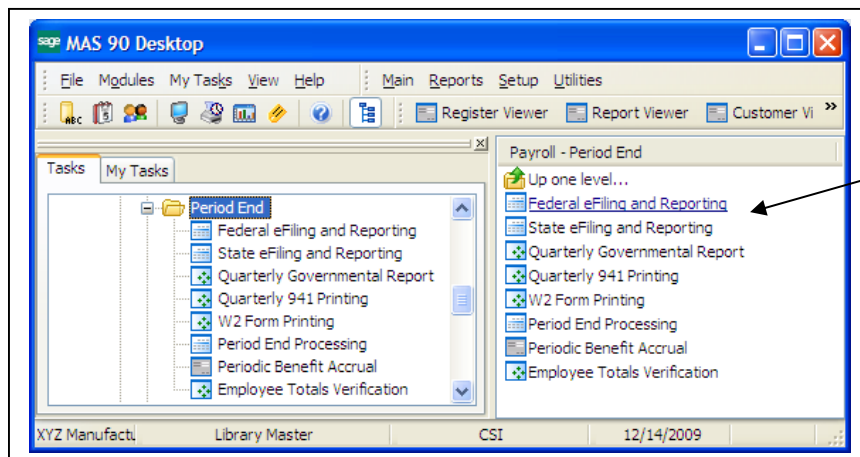 sage MAS 90 Desktop
File Modules My Tasks View Help Main Reports Setup Utilities
ABC Register Viewer Report Viewer Customer Vi »
Tasks My Tasks
Period End
Federal eFiling and Reporting
State eFiling and Reporting
Quarterly Governmental Report
Quarterly 941 Printing
W2 Form Printing
Period End Processing
Periodic Benefit Accrual
Employee Totals Verification
Payroll - Period End
Up one level...
Federal eFiling and Reporting
State eFiling and Reporting
Quarterly Governmental Report
Quarterly 941 Printing
W2 Form Printing
Period End Processing
Periodic Benefit Accrual
Employee Totals Verification
XYZ Manufactu Library Master CSI 12/14/2009